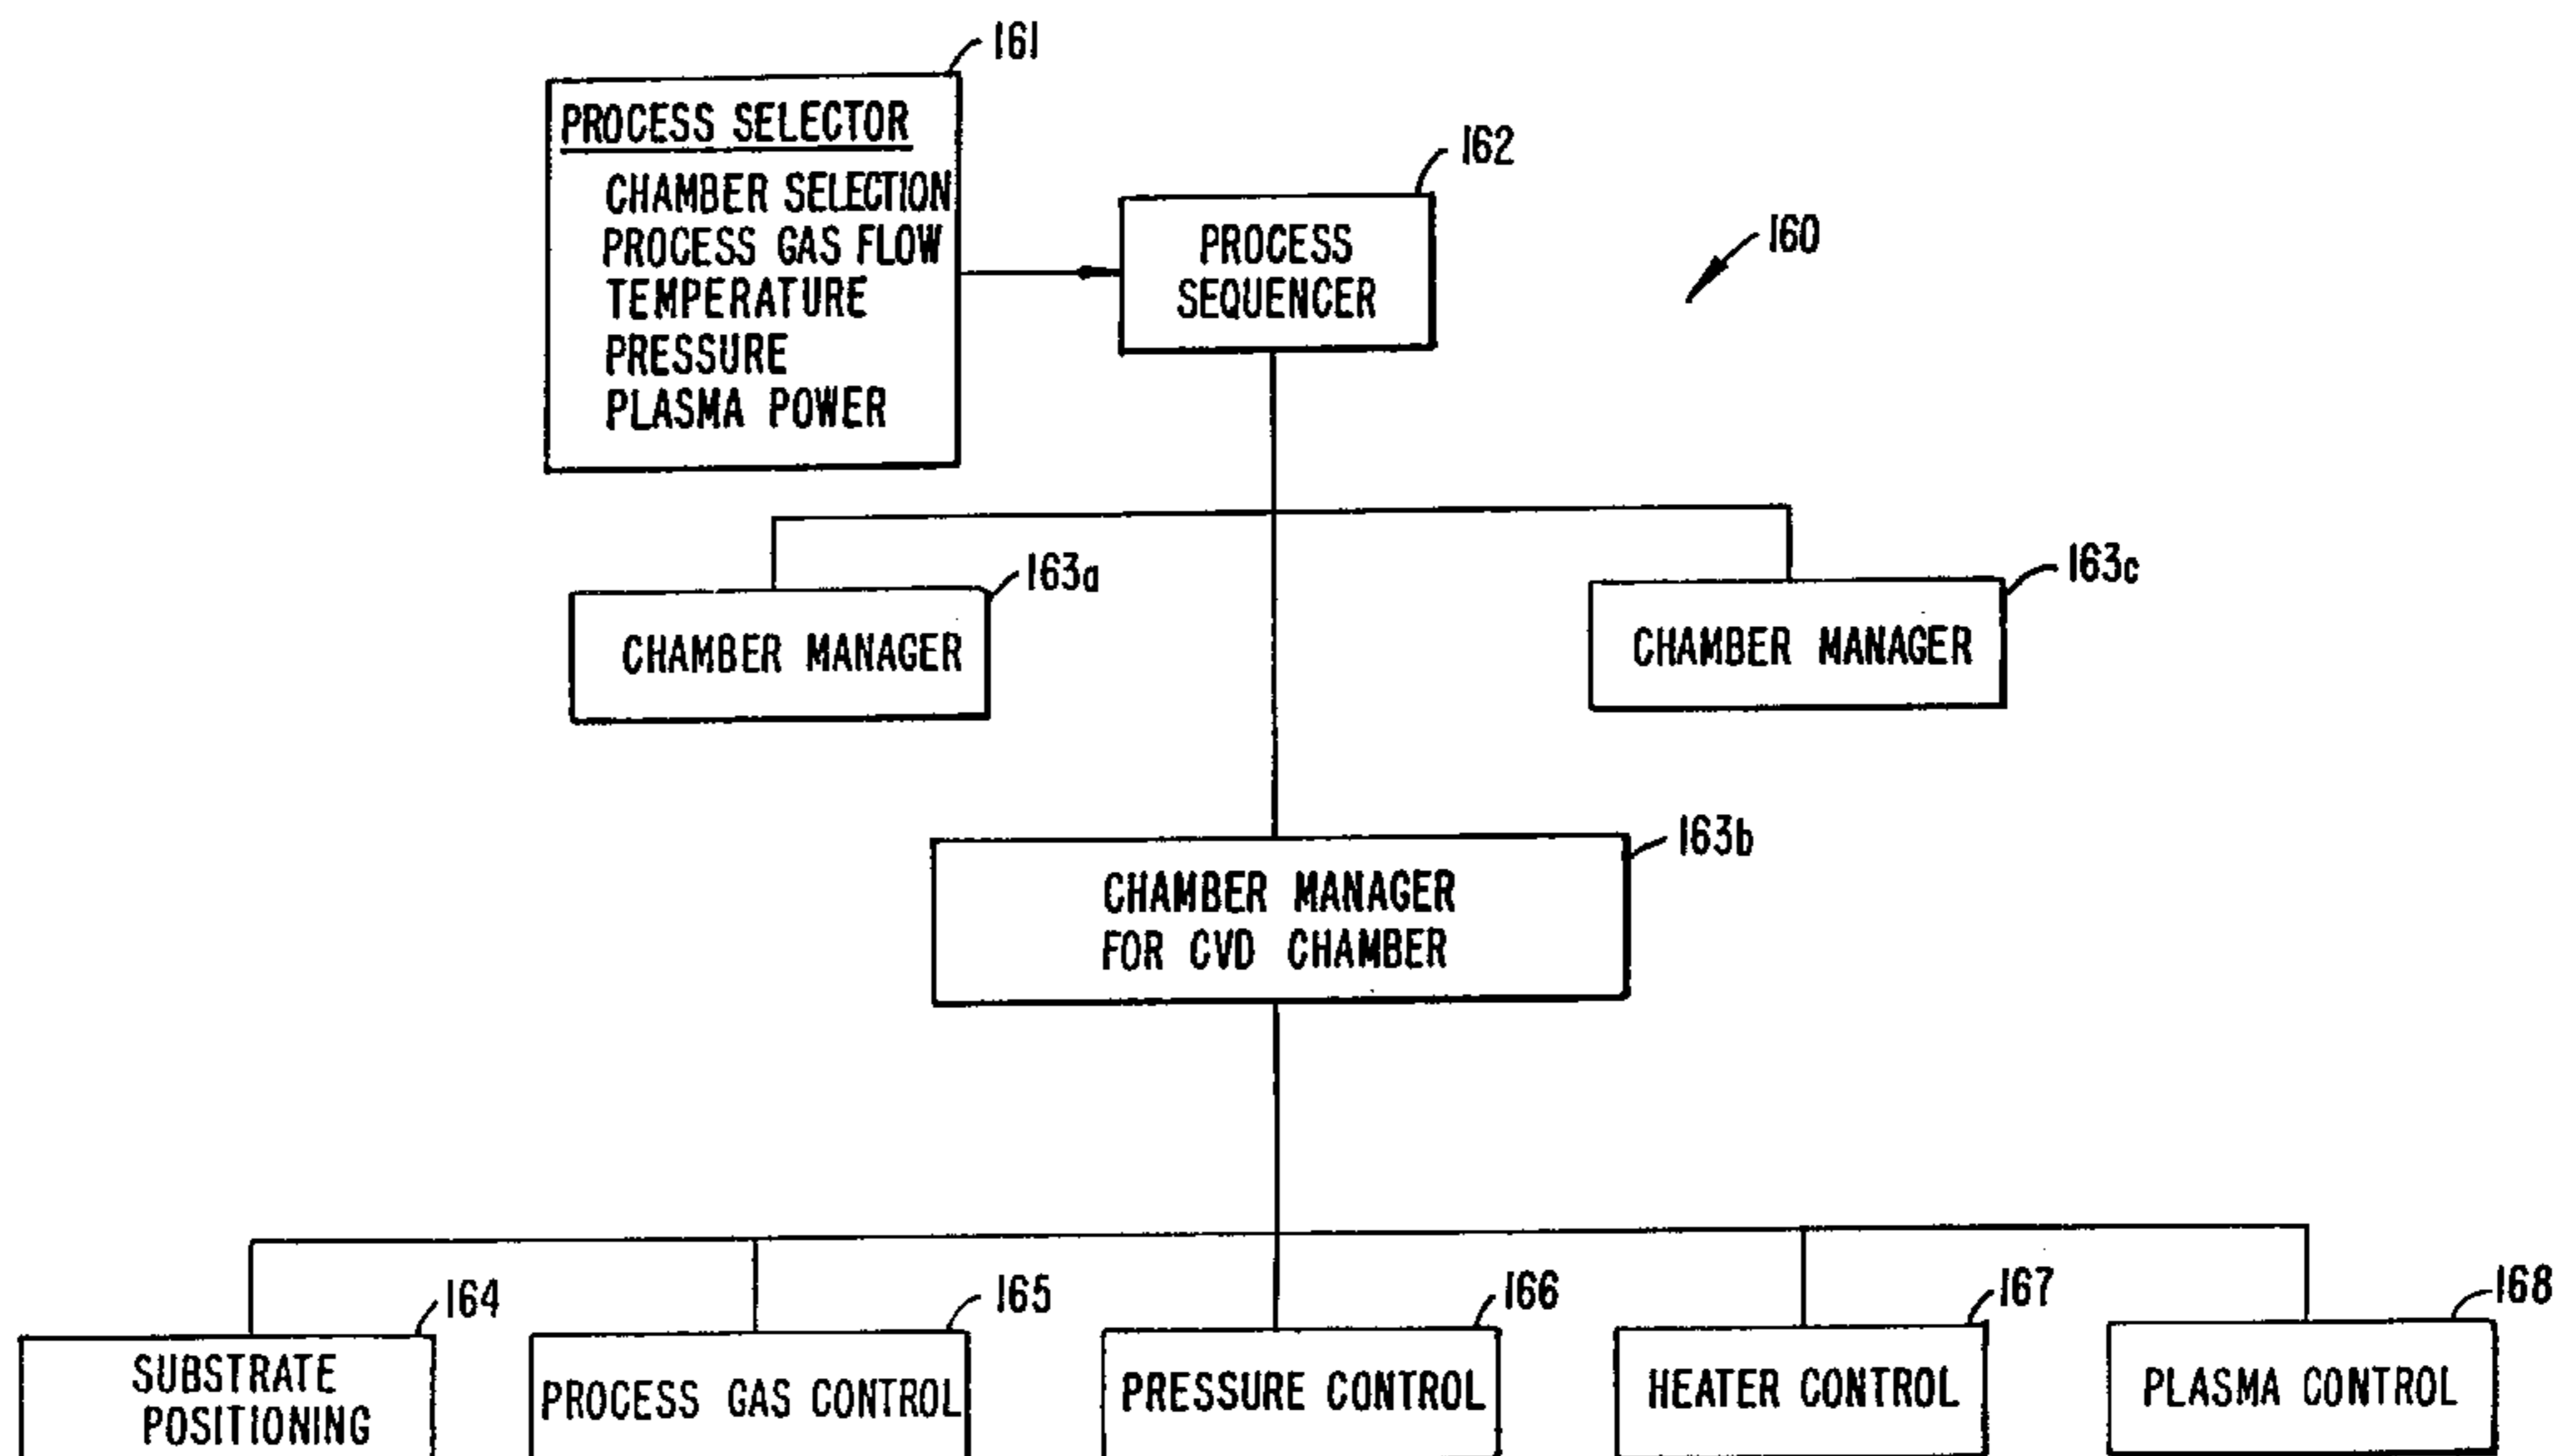 161
PROCESS SELECTOR
CHAMBER SELECTION
PROCESS GAS FLOW
TEMPERATURE
PRESSURE
PLASMA POWER
162
PROCESS
SEQUENCER
160
163a
CHAMBER MANAGER
163c
CHAMBER MANAGER
163b
CHAMBER MANAGER
FOR CVD CHAMBER
164
SUBSTRATE
POSITIONING
165
PROCESS GAS CONTROL
166
PRESSURE CONTROL
167
HEATER CONTROL
168
PLASMA CONTROL